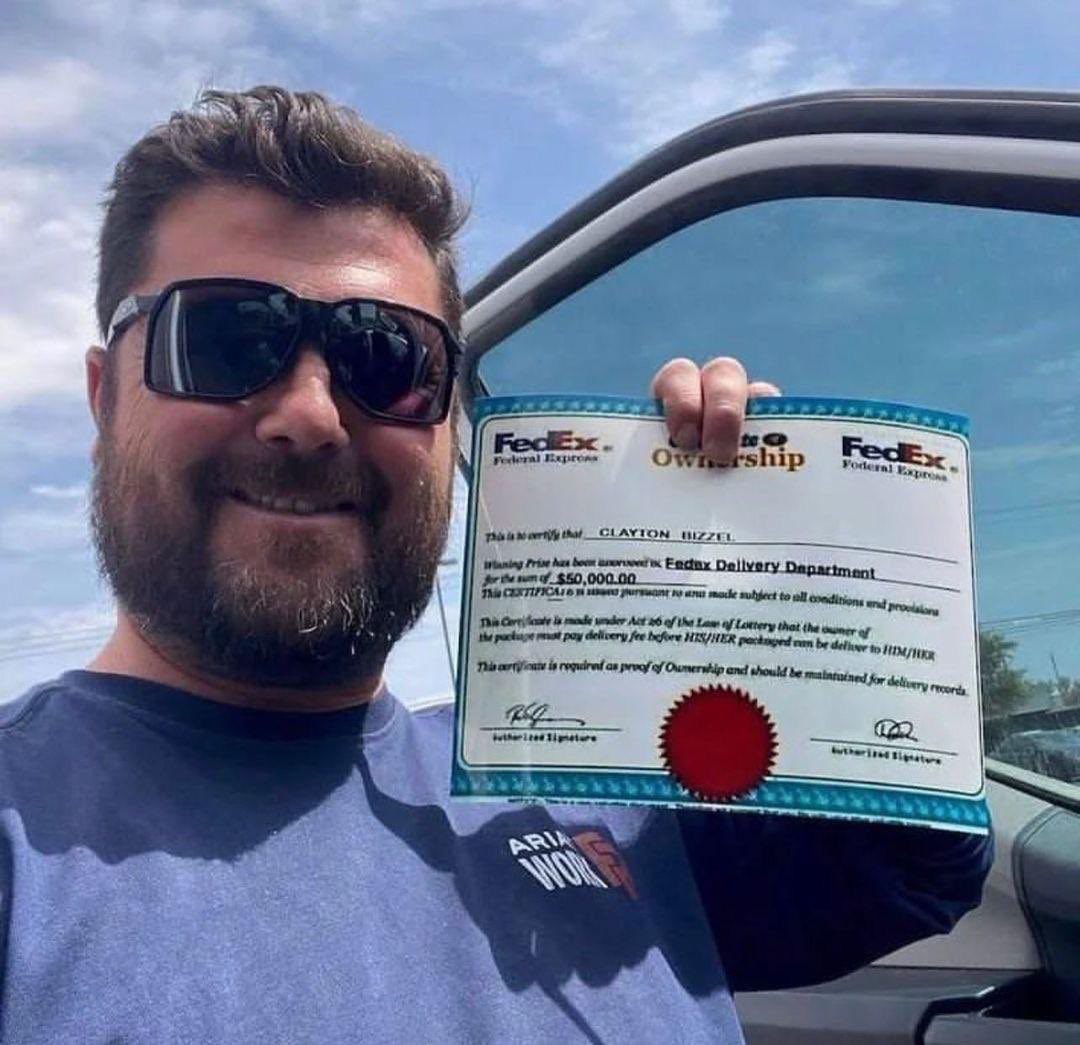 FedEx
Federal Express
te
Ownership
FedEx
Federal Express
This is to certify that CLAYTON BIZZEL
Winning Prize has been by Fedex Delivery Department
for the sum of $50,000.00
This is issued pursuant to and made subject to all conditions and provisions
This Certificate is made under Act 26 of the Law of Lottery that the owner of
the package must pay delivery fee before HIS/HER packaged can be deliver to HIM/HER
This certificate is required as proof of Ownership and should be maintained for delivery records.
Authorized Signature
Authorized Signature
ARIA
WORK